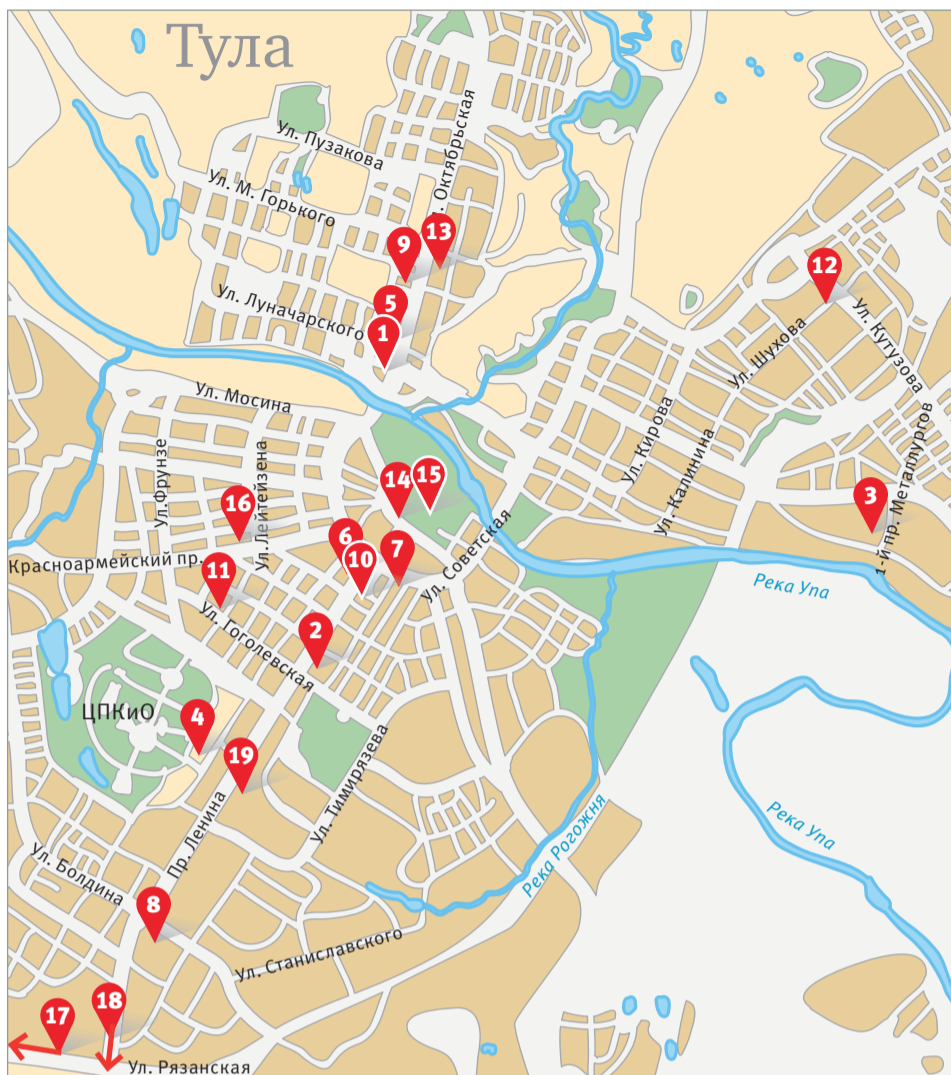 Тула
Ул. Пузакова
Ул. Октябрьская
Ул. М. Горького
13
9
12
5
Ул. Луначарского
1
Ул. Кутузова
Ул. Шухова
Ул. Мосина
Ул. Кирова
Ул. Калинина
1-й пр. Металлургов
Ул.Фрунзе
Ул.Лейтейзена
14
15
3
16
6
10
7
Ул. Советская
Красноармейский пр.
11
Река Упа
Ул. Гоголевская
2
ЦПКиО
4
19
Ул. Тимирязева
Пр. Ленина
Река Упа
Река Рогожня
Ул. Болдина
8
Ул. Станиславского
17
18
Ул. Рязанская